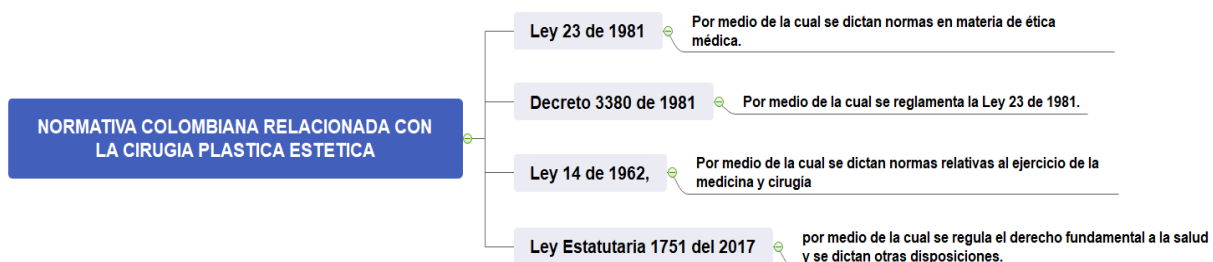 NORMATIVA COLOMBIANA RELACIONADA CON
LA CIRUGIA PLASTICA ESTETICA
Ley 23 de 1981
Por medio de la cual se dictan normas en materia de ética
médica.
Decreto 3380 de 1981
Por medio de la cual se reglamenta la Ley 23 de 1981.
Ley 14 de 1962,
Por medio de la cual se dictan normas relativas al ejercicio de la
medicina y cirugía
Ley Estatutaria 1751 del 2017
por medio de la cual se regula el derecho fundamental a la salud
y se dictan otras disposiciones.